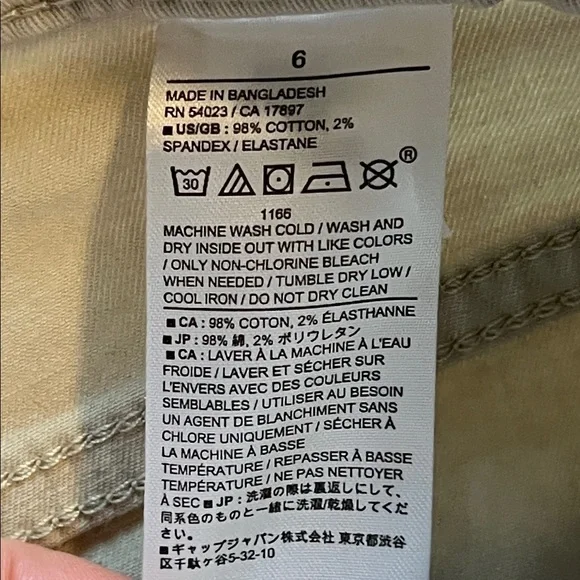 6
MADE IN BANGLADESH
RN 54023 / CA 17897
■ US/GB : 98% COTTON, 2%
SPANDEX / ELASTANE
30 ®
1166
MACHINE WASH COLD / WASH AND
DRY INSIDE OUT WITH LIKE COLORS
/ ONLY NON-CHLORINE BLEACH
WHEN NEEDED / TUMBLE DRY LOW /
COOL IRON / DO NOT DRY CLEAN
■ CA : 98% COTON, 2% ÉLASTHANNE
■ JP : 98% 綿, 2% ポリウレタン
■ CA : LAVER À LA MACHINE À L'EAU
FROIDE / LAVER ET SÉCHER SUR
L'ENVERS AVEC DES COULEURS
SEMBLABLES / UTILISER AU BESOIN
UN AGENT DE BLANCHIMENT SANS
CHLORE UNIQUEMENT / SÉCHER À
LA MACHINE À BASSE
TEMPÉRATURE / REPASSER À BASSE
TEMPÉRATURE / NE PAS NETTOYER
À SEC ■ JP : 洗濯の際は裏返しにして、
同系色のものと一緒に洗濯/乾燥してくだ
さい。
■ ギャップジャパン株式会社 東京都渋谷
区千駄ヶ谷5-32-10